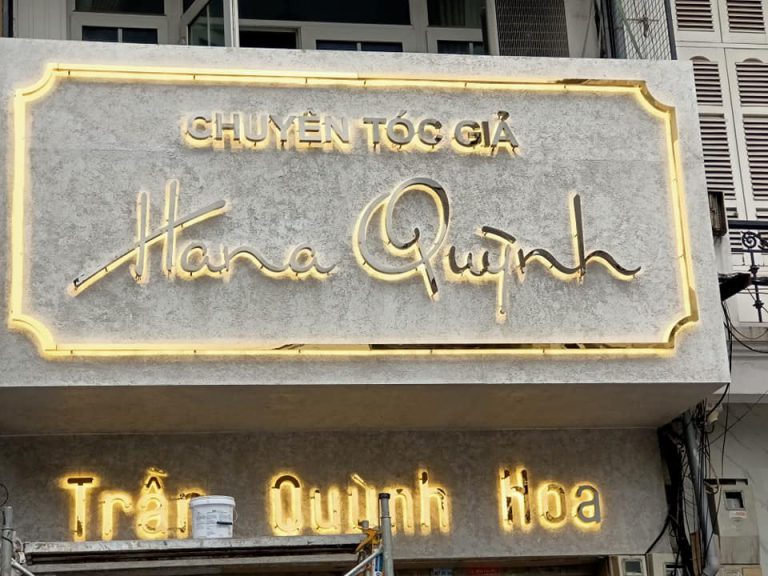 CHUYÊN TÓC GIẢ
Hana Quỳnh
Trần Quỳnh Hoa